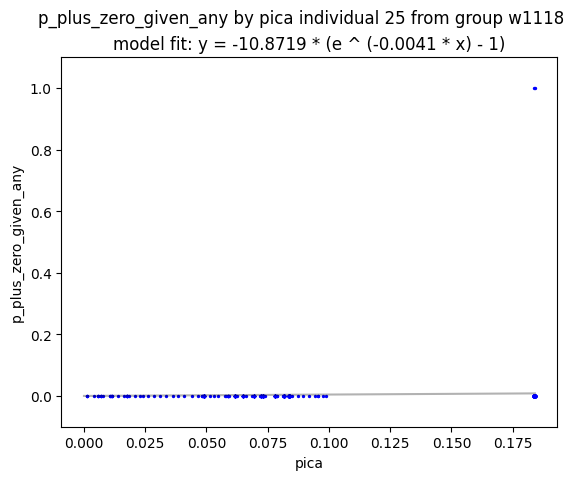 p_plus_zero_given_any by pica individual 25 from group w1118
model fit: y = -10.8719 * (e ^ (-0.0041 * x) - 1)
p_plus_zero_given_any
1.0
0.8
0.6
0.4
0.2
0.0
0.000 0.025 0.050 0.075 0.100 0.125 0.150 0.175
pica